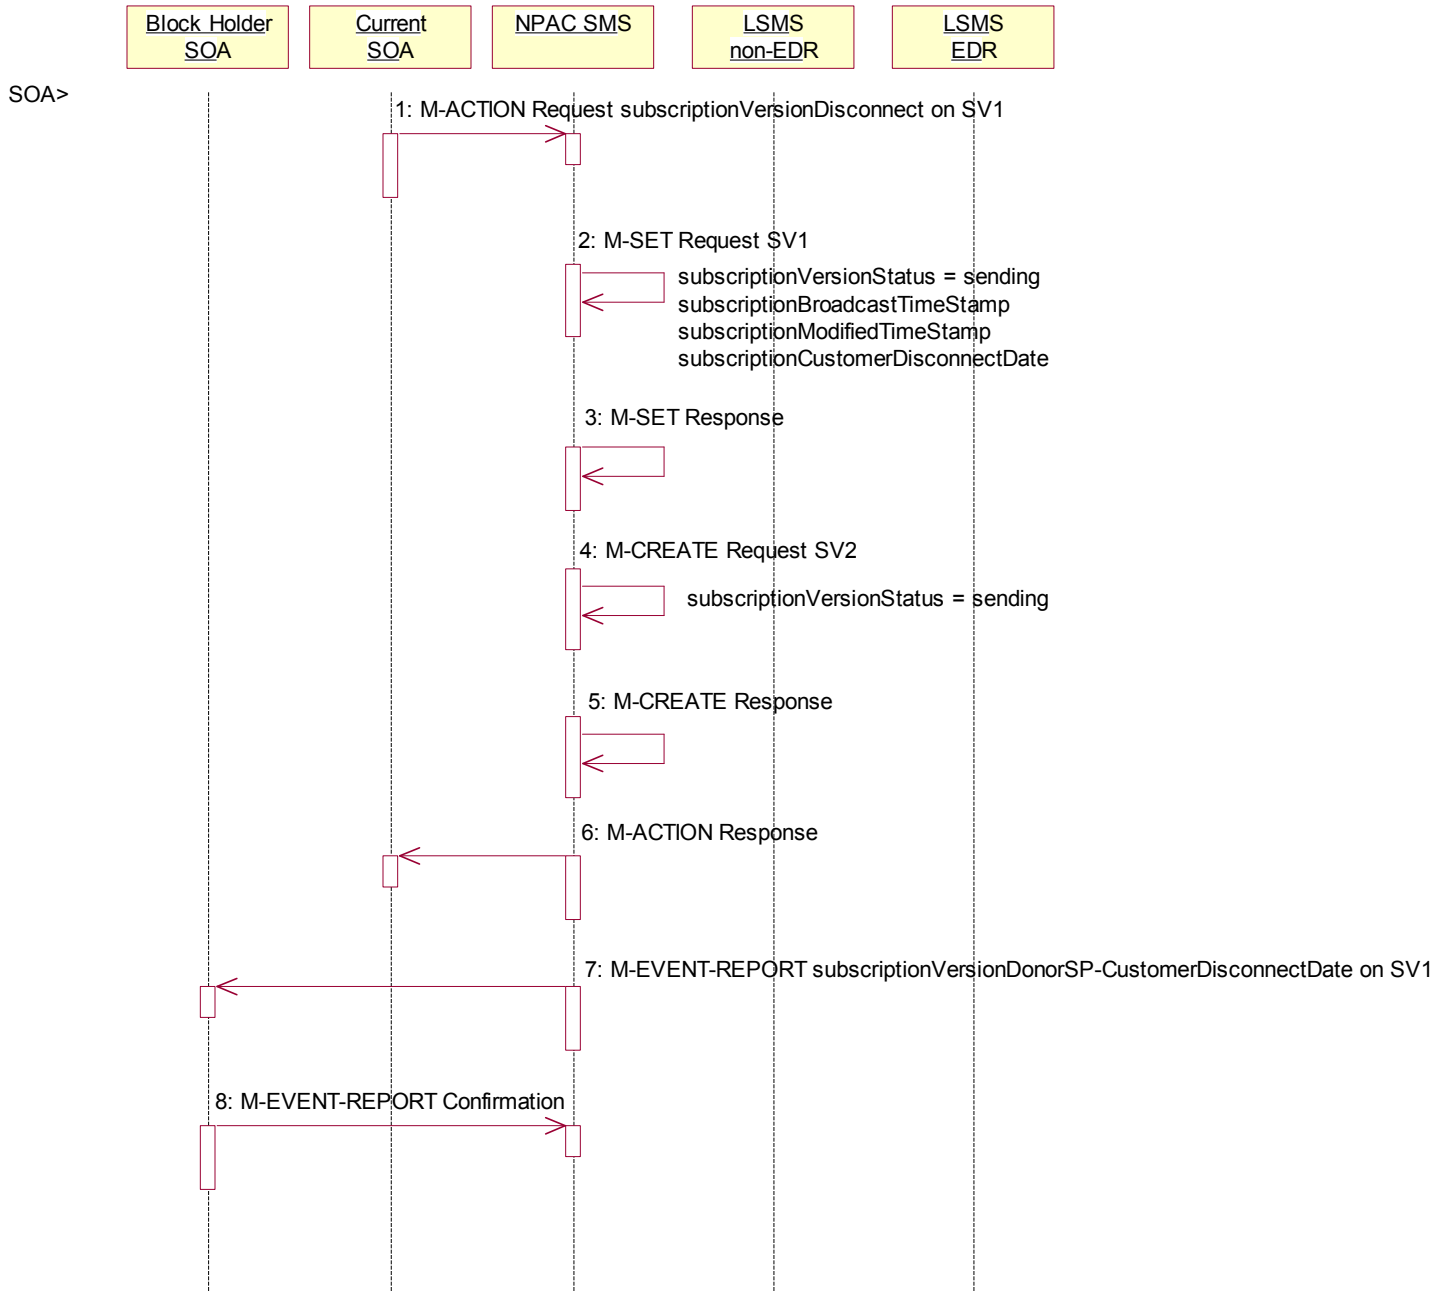 Block Holder
SOA
Current
SOA
NPAC SMS
LSMS
non-EDR
LSMS
EDR
SOA>
1: M-ACTION Request subscriptionVersionDisconnect on SV1
2: M-SET Request SV1
subscriptionVersionStatus = sending
subscriptionBroadcastTimeStamp
subscriptionModifiedTimeStamp
subscriptionCustomerDisconnectDate
3: M-SET Response
4: M-CREATE Request SV2
subscriptionVersionStatus = sending
5: M-CREATE Response
6: M-ACTION Response
7: M-EVENT-REPORT subscriptionVersionDonorSP-CustomerDisconnectDate on SV1
8: M-EVENT-REPORT Confirmation